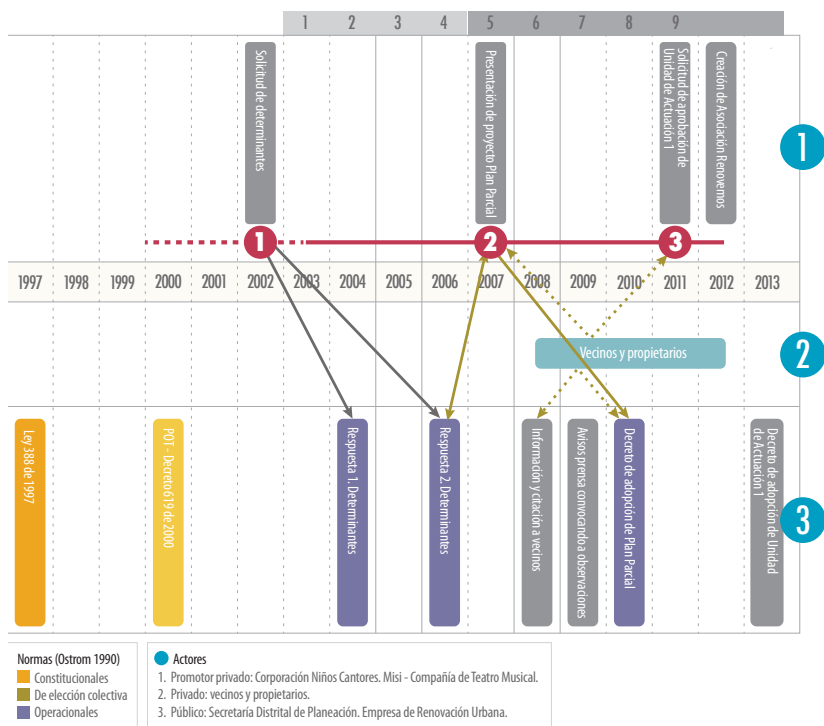 1 2 3 4 5 6 7 8 9
Solicitud de determinantes
Presentación de proyecto Plan Parcial
Solicitud de aprobación de
Unidad de Actuación 1
Creación de Asociación Renovemos
1
1 2 3
1997 1998 1999 2000 2001 2002 2003 2004 2005 2006 2007 2008 2009 2010 2011 2012 2013
Vecinos y propietarios
2
Ley 388 de 1997
POT - Decreto 619 de 2000
Respuesta 1. Determinantes
Respuesta 2. Determinantes
Información y citación a vecinos
Avisos prensa convocando a observaciones
Decreto de adopción de Plan Parcial
Decreto de adopción de Unidad
de Actuación 1
3
Normas (Ostrom 1990)
Constitucionales
De elección colectiva
Operacionales
Actores
1. Promotor privado: Corporación Niños Cantores. Misi - Compañía de Teatro Musical.
2. Privado: vecinos y propietarios.
3. Público: Secretaría Distrital de Planeación. Empresa de Renovación Urbana.